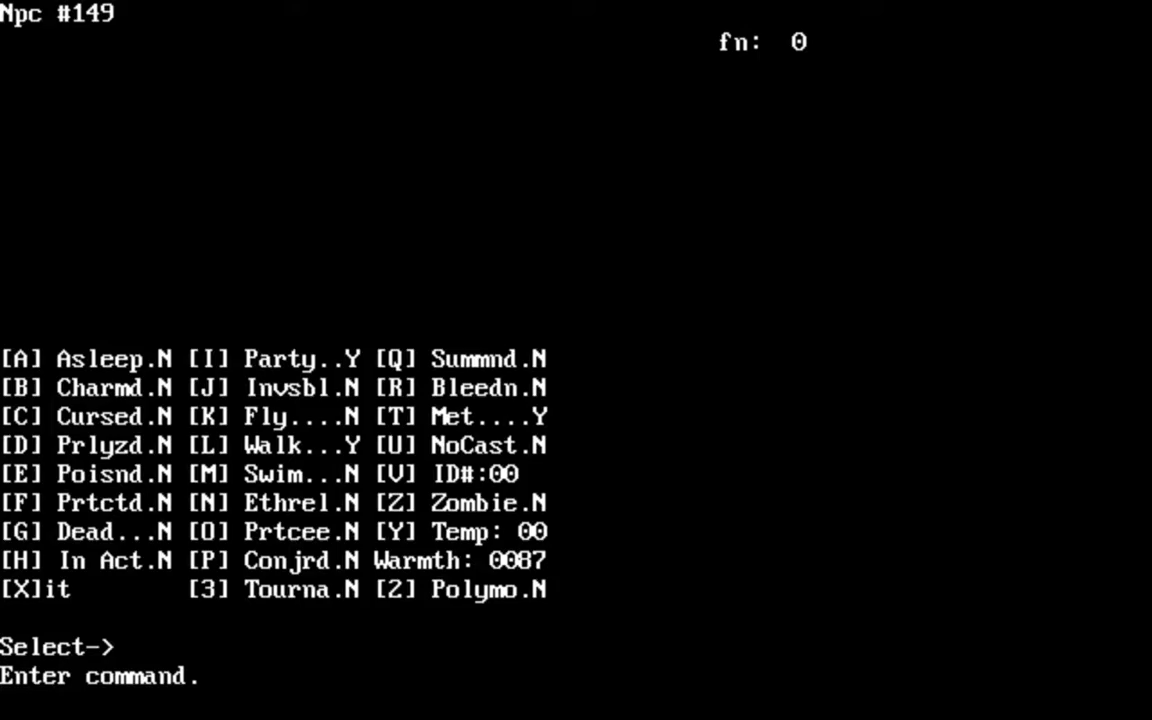 Npc #149
fn:  0
[A] Asleep.N [I] Party..Y [Q] Summnd.N
[B] Charmd.N [J] Invsbl.N [R] Bleedn.N
[C] Cursed.N [K] Fly....N [T] Met....Y
[D] Prlyzd.N [L] Walk...Y [U] NoCast.N
[E] Poisnd.N [M] Swim...N [V] ID#:00
[F] Prtctd.N [N] Ethrel.N [Z] Zombie.N
[G] Dead...N [O] Prtcee.N [Y] Temp: 00
[H] In Act.N [P] Conjrd.N Warmth: 0087
[X]it        [3] Tourna.N [2] Polymo.N
Select->
Enter command.